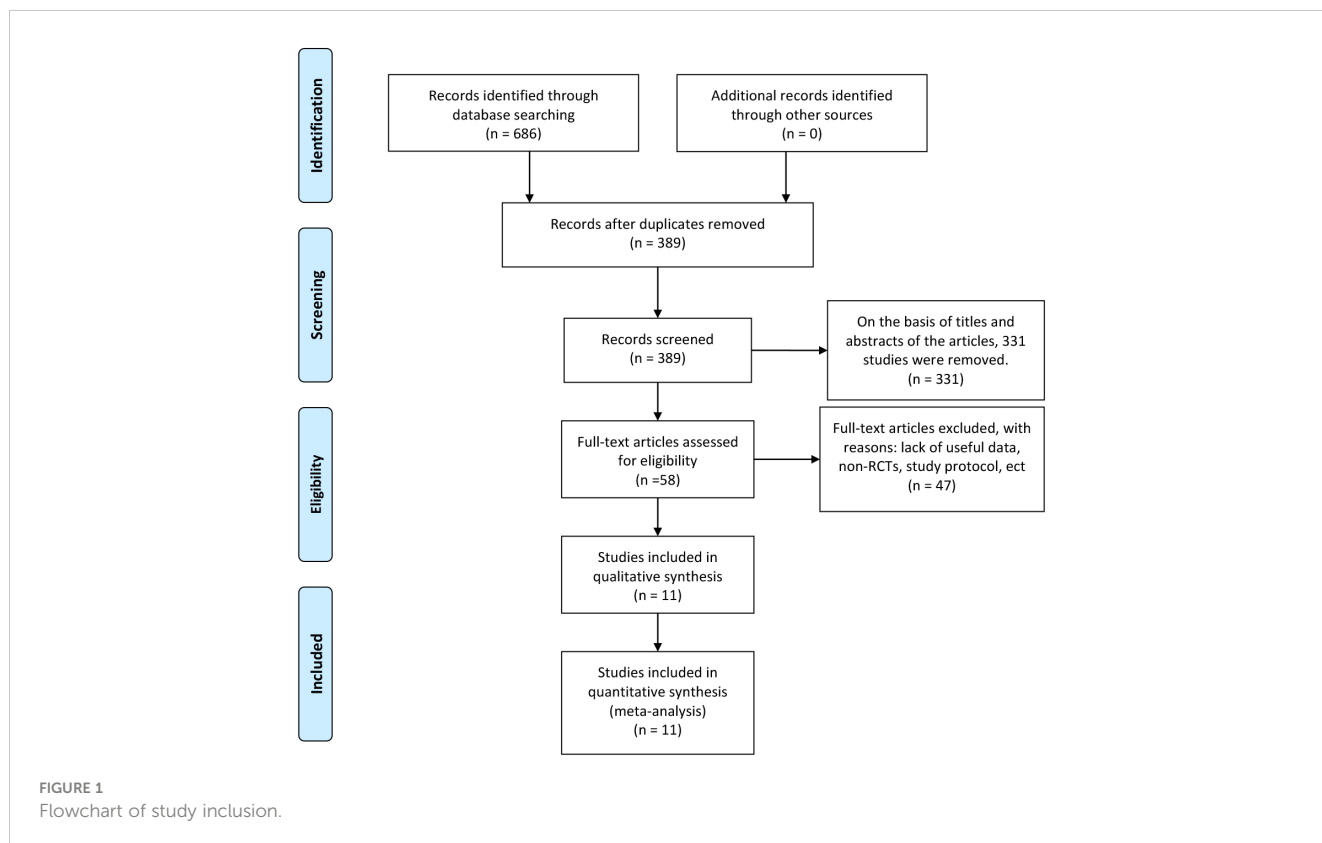 Identification
Records identified through
database searching
(n = 686)
Additional records identified
through other sources
(n = 0)
Records after duplicates removed
(n = 389)
Screening
Records screened
(n = 389)
On the basis of titles and
abstracts of the articles, 331
studies were removed.
(n = 331)
Eligibility
Full-text articles assessed
for eligibility
(n =58)
Full-text articles excluded, with
reasons: lack of useful data,
non-RCTs, study protocol, ect
(n = 47)
Studies included in
qualitative synthesis
(n = 11)
Included
Studies included in
quantitative synthesis
(meta-analysis)
(n = 11)
FIGURE 1
Flowchart of study inclusion.